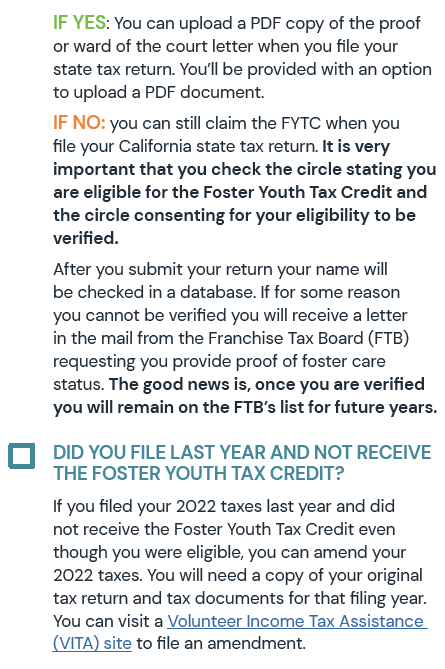 IF YES: You can upload a PDF copy of the proof
or ward of the court letter when you file your
state tax return. You’ll be provided with an option
to upload a PDF document.
IF NO: you can still claim the FYTC when you
file your California state tax return. It is very
important that you check the circle stating you
are eligible for the Foster Youth Tax Credit and
the circle consenting for your eligibility to be
verified.
After you submit your return your name will
be checked in a database. If for some reason
you cannot be verified you will receive a letter
in the mail from the Franchise Tax Board (FTB)
requesting you provide proof of foster care
status. The good news is, once you are verified
you will remain on the FTB’s list for future years.
DID YOU FILE LAST YEAR AND NOT RECEIVE
THE FOSTER YOUTH TAX CREDIT?
If you filed your 2022 taxes last year and did
not receive the Foster Youth Tax Credit even
though you were eligible, you can amend your
2022 taxes. You will need a copy of your original
tax return and tax documents for that filing year.
You can visit a Volunteer Income Tax Assistance
(VITA) site to file an amendment.